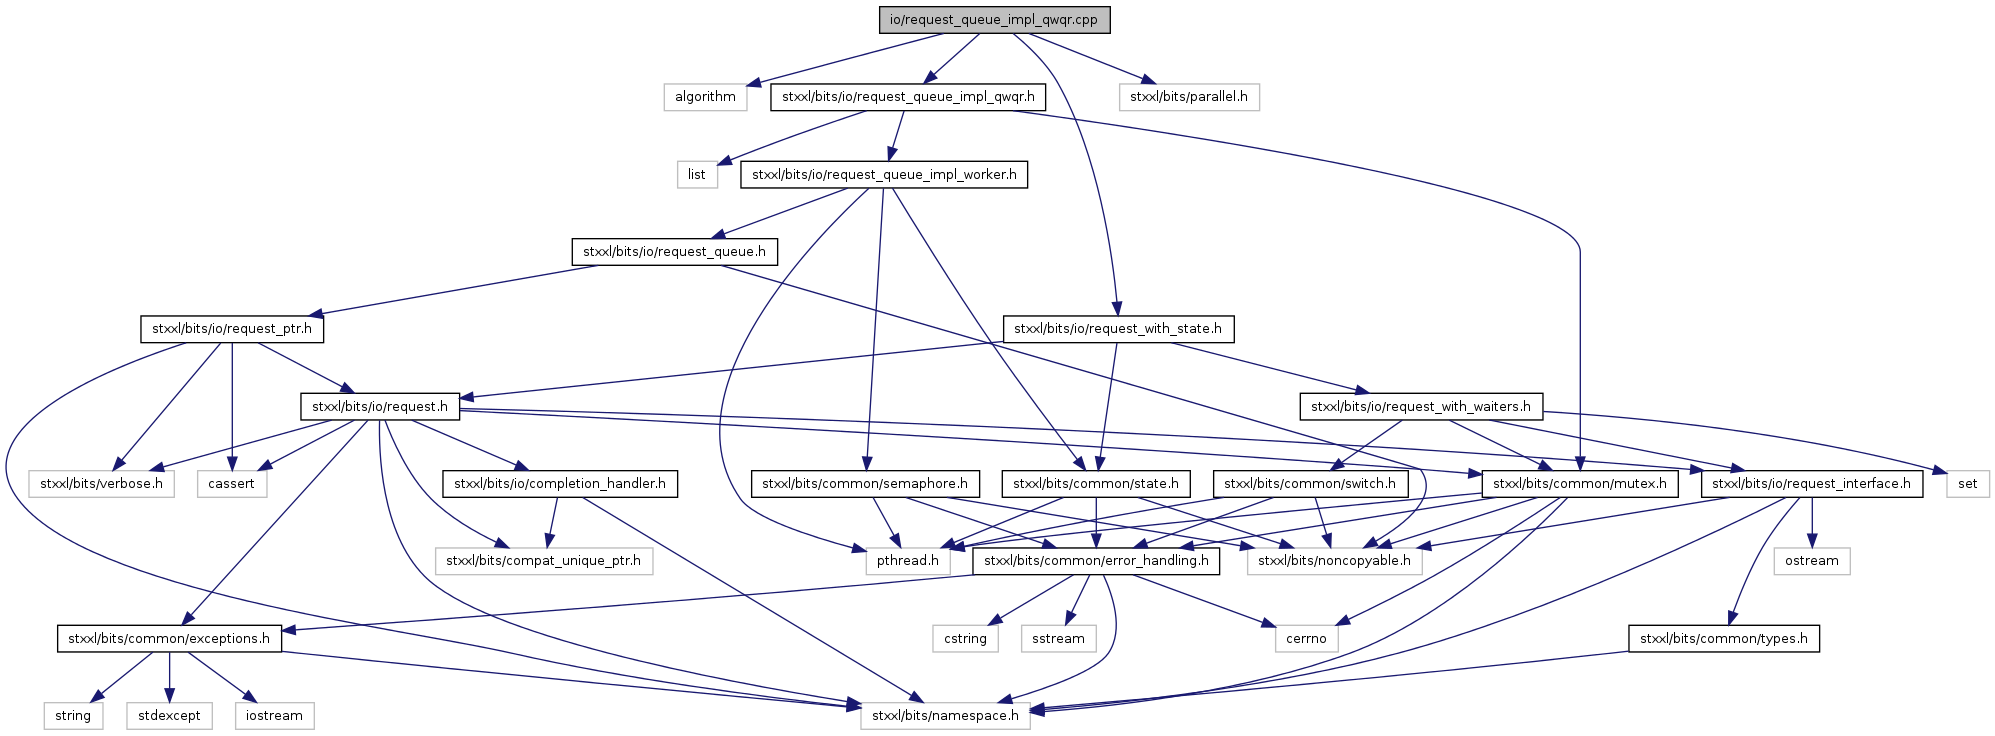 io/request_queue_impl_qwqr.cpp
algorithm
stxxl/bits/io/request_queue_impl_qwqr.h
stxxl/bits/parallel.h
list
stxxl/bits/io/request_queue_impl_worker.h
stxxl/bits/io/request_queue.h
stxxl/bits/io/request_ptr.h
stxxl/bits/io/request_with_state.h
stxxl/bits/io/request.h
stxxl/bits/io/request_with_waiters.h
stxxl/bits/verbose.h
cassert
stxxl/bits/io/completion_handler.h
stxxl/bits/common/semaphore.h
stxxl/bits/common/state.h
stxxl/bits/common/switch.h
stxxl/bits/common/mutex.h
stxxl/bits/io/request_interface.h
set
stxxl/bits/compat_unique_ptr.h
pthread.h
stxxl/bits/common/error_handling.h
stxxl/bits/noncopyable.h
ostream
stxxl/bits/common/exceptions.h
cstring
sstream
cerrno
stxxl/bits/common/types.h
string
stdexcept
iostream
stxxl/bits/namespace.h